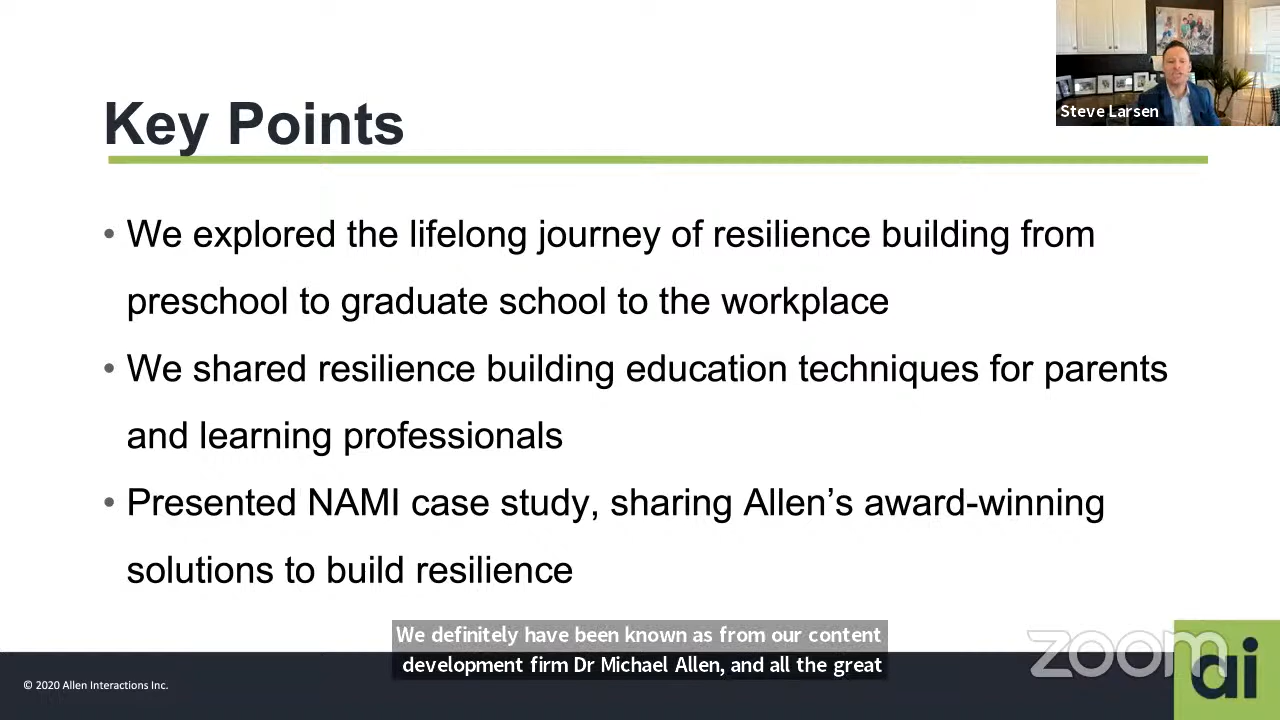 Steve Larsen
Key Points
• We explored the lifelong journey of resilience building from
preschool to graduate school to the workplace
• We shared resilience building education techniques for parents
and learning professionals
• Presented NAMI case study, sharing Allen’s award-winning
solutions to build resilience
We definitely have been known as from our content
development firm Dr Michael Allen, and all the great
zoom
ai
© 2020 Allen Interactions Inc.